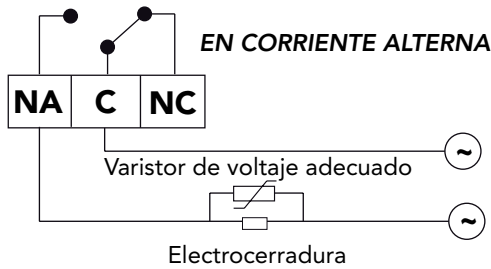 EN CORRIENTE ALTERNA
NA C NC
~
Varistor de voltaje adecuado
~
Electrocerradura